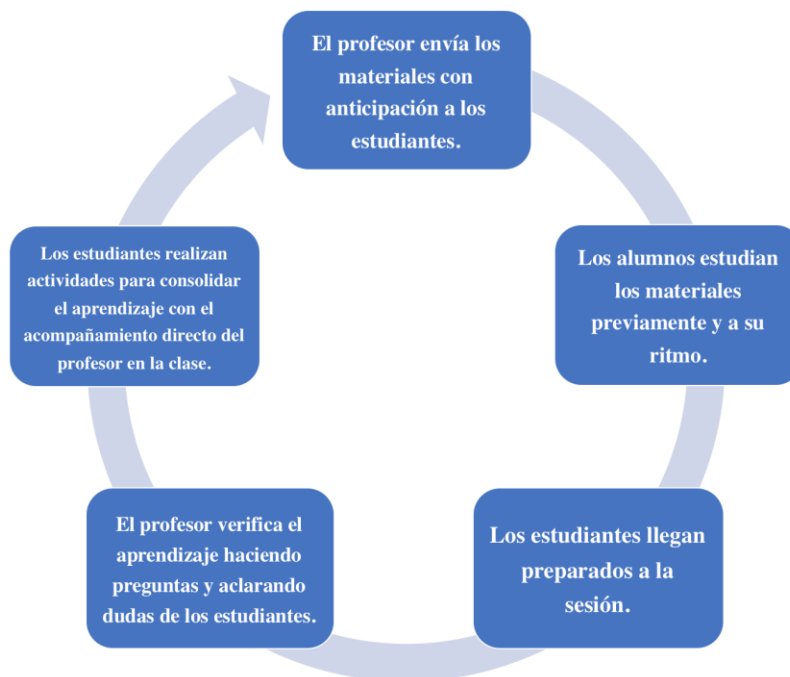 El profesor envía los
materiales con
anticipación a los
estudiantes.
Los alumnos estudian
los materiales
previamente y a su
ritmo.
Los estudiantes llegan
preparados a la
sesión.
El profesor verifica el
aprendizaje haciendo
preguntas y aclarando
dudas de los estudiantes.
Los estudiantes realizan
actividades para consolidar
el aprendizaje con el
acompañamiento directo del
profesor en la clase.